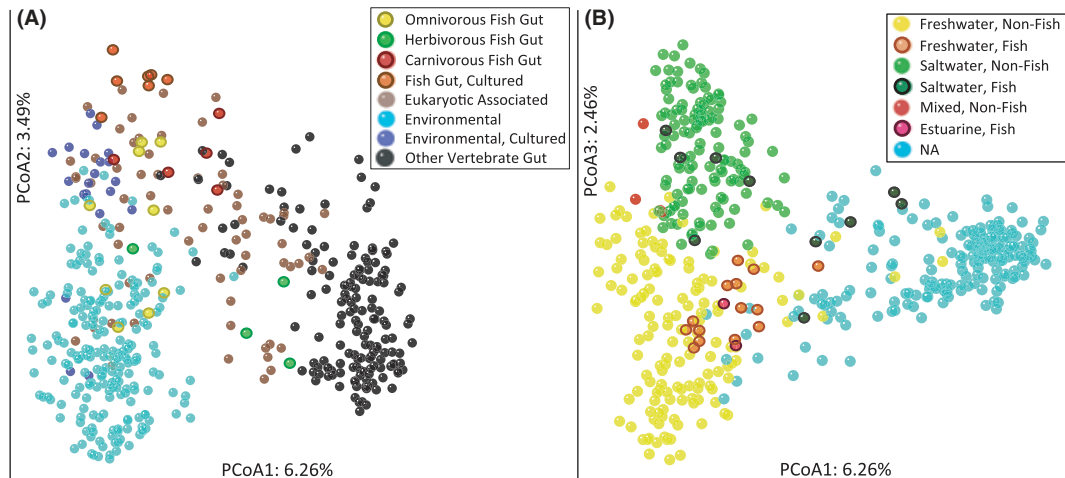 (A)
Omnivorous Fish Gut
Herbivorous Fish Gut
Carnivorous Fish Gut
Fish Gut, Cultured
Eukaryotic Associated
Environmental
Environmental, Cultured
Other Vertebrate Gut
PCoA2: 3.49%
PCoA1: 6.26%
(B)
Freshwater, Non-Fish
Freshwater, Fish
Saltwater, Non-Fish
Saltwater, Fish
Mixed, Non-Fish
Estuarine, Fish
NA
PCoA3: 2.46%
PCoA1: 6.26%